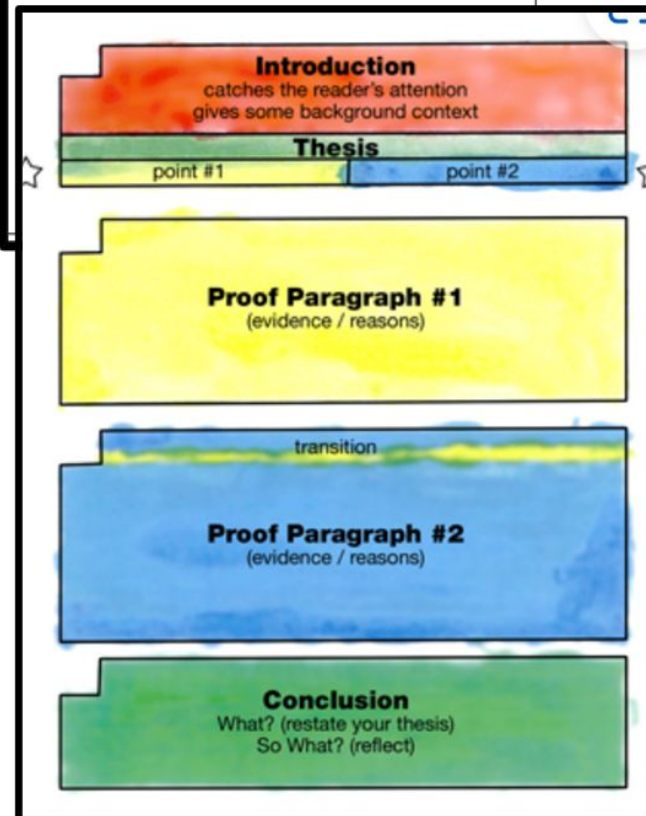 Introduction
catches the reader's attention
gives some background context
Thesis
point #1
point #2
Proof Paragraph #1
(evidence / reasons)
transition
Proof Paragraph #2
(evidence / reasons)
Conclusion
What? (restate your thesis)
So What? (reflect)